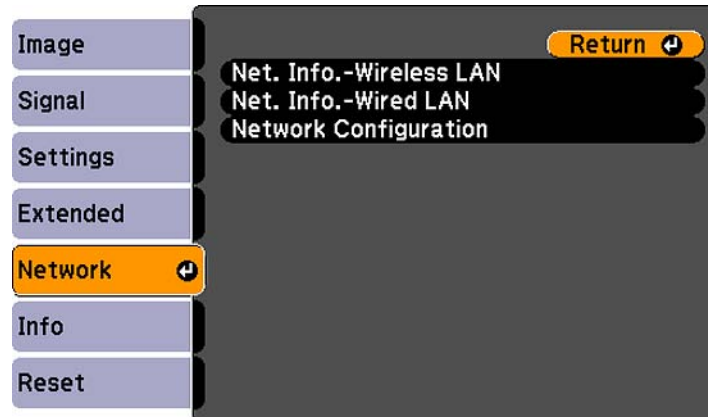 Image
Signal
Settings
Extended
Network
Info
Reset
Return
Net. Info.-Wireless LAN
Net. Info.-Wired LAN
Network Configuration